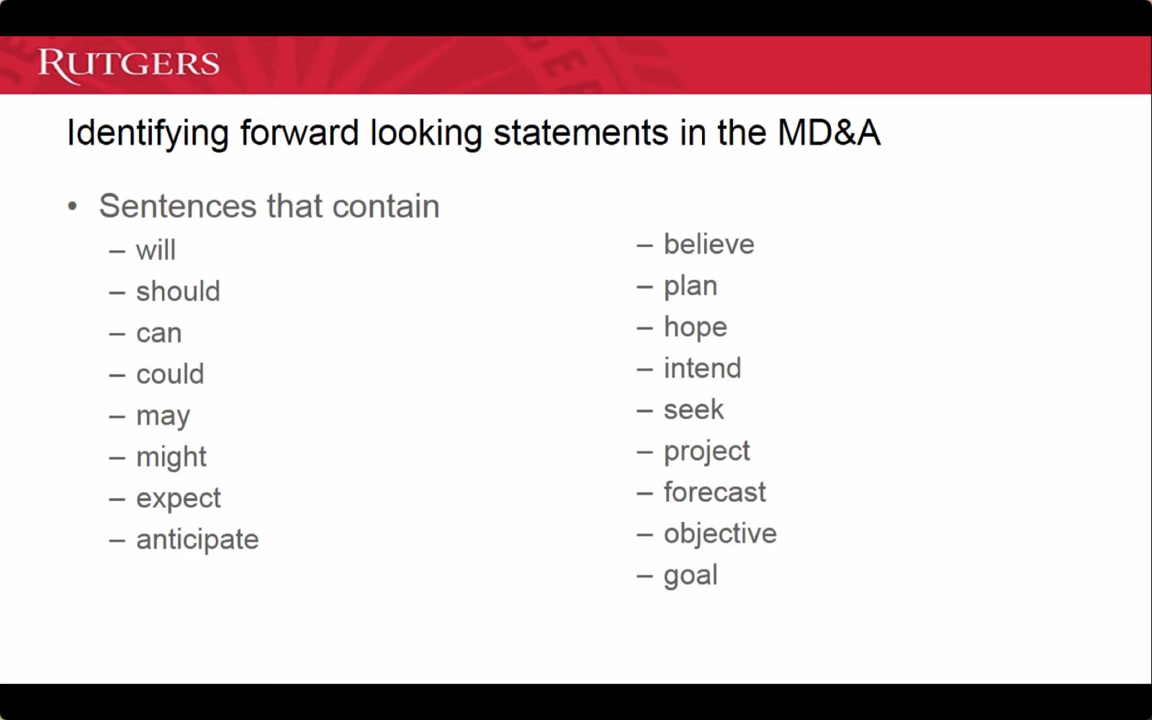 RUTGERS
Identifying forward looking statements in the MD&A
• Sentences that contain
– will
– should
– can
– could
– may
– might
– expect
– anticipate
– believe
– plan
– hope
– intend
– seek
– project
– forecast
– objective
– goal